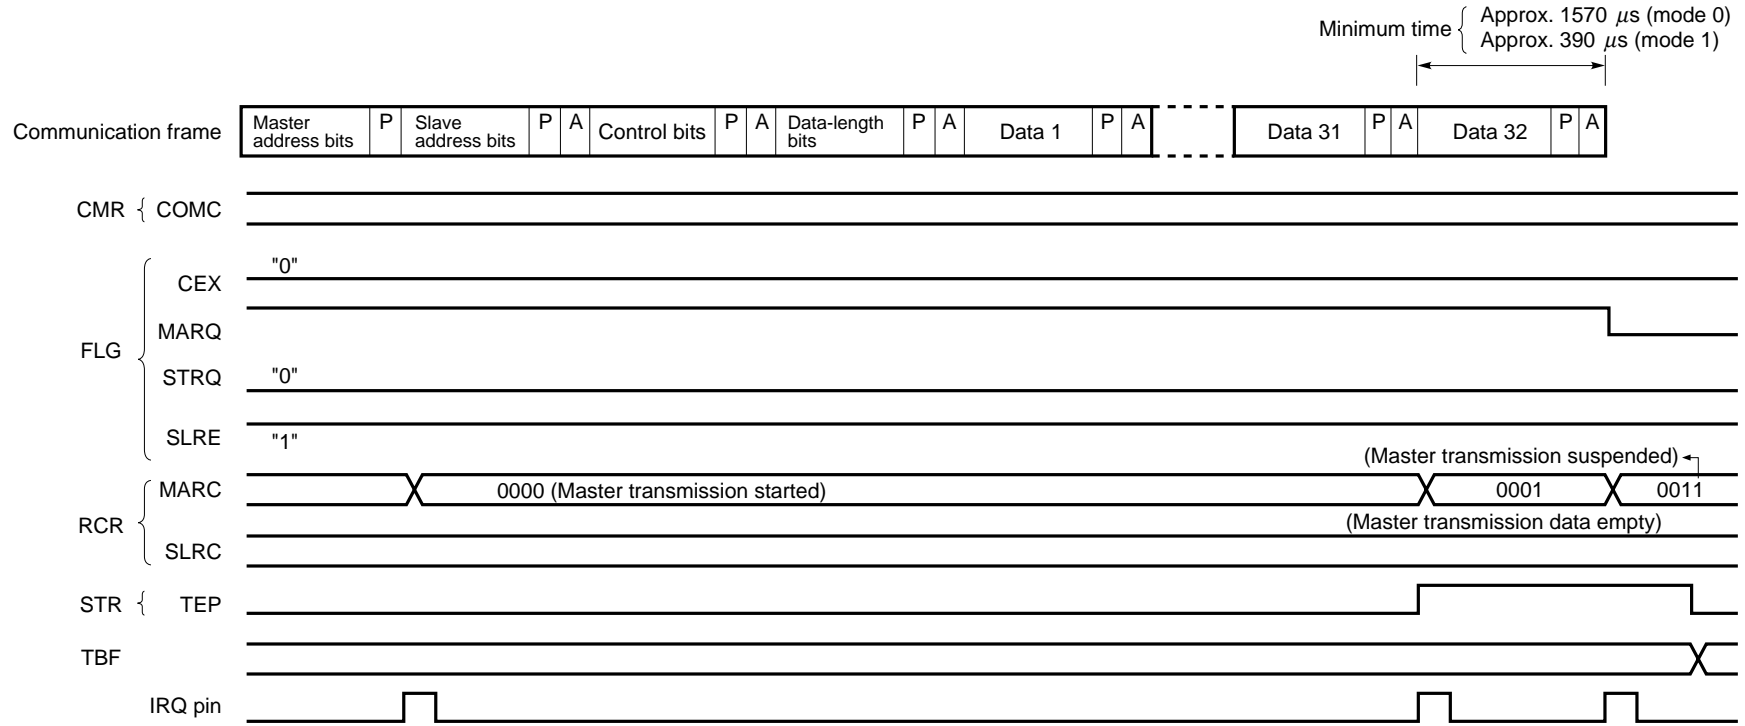 Minimum time { Approx. 1570 μs (mode 0)
Approx. 390 μs (mode 1)
Communication frame
Master address bits
P
Slave address bits
P
A
Control bits
P
A
Data-length bits
P
A
Data 1
P
A
Data 31
P
A
Data 32
P
A
CMR { COMC
FLG {
CEX
"0"
MARQ
STRQ
"0"
SLRE
"1"
(Master transmission suspended)
RCR {
MARC
0000 (Master transmission started)
0001
0011
(Master transmission data empty)
SLRC
STR { TEP
TBF
IRQ pin